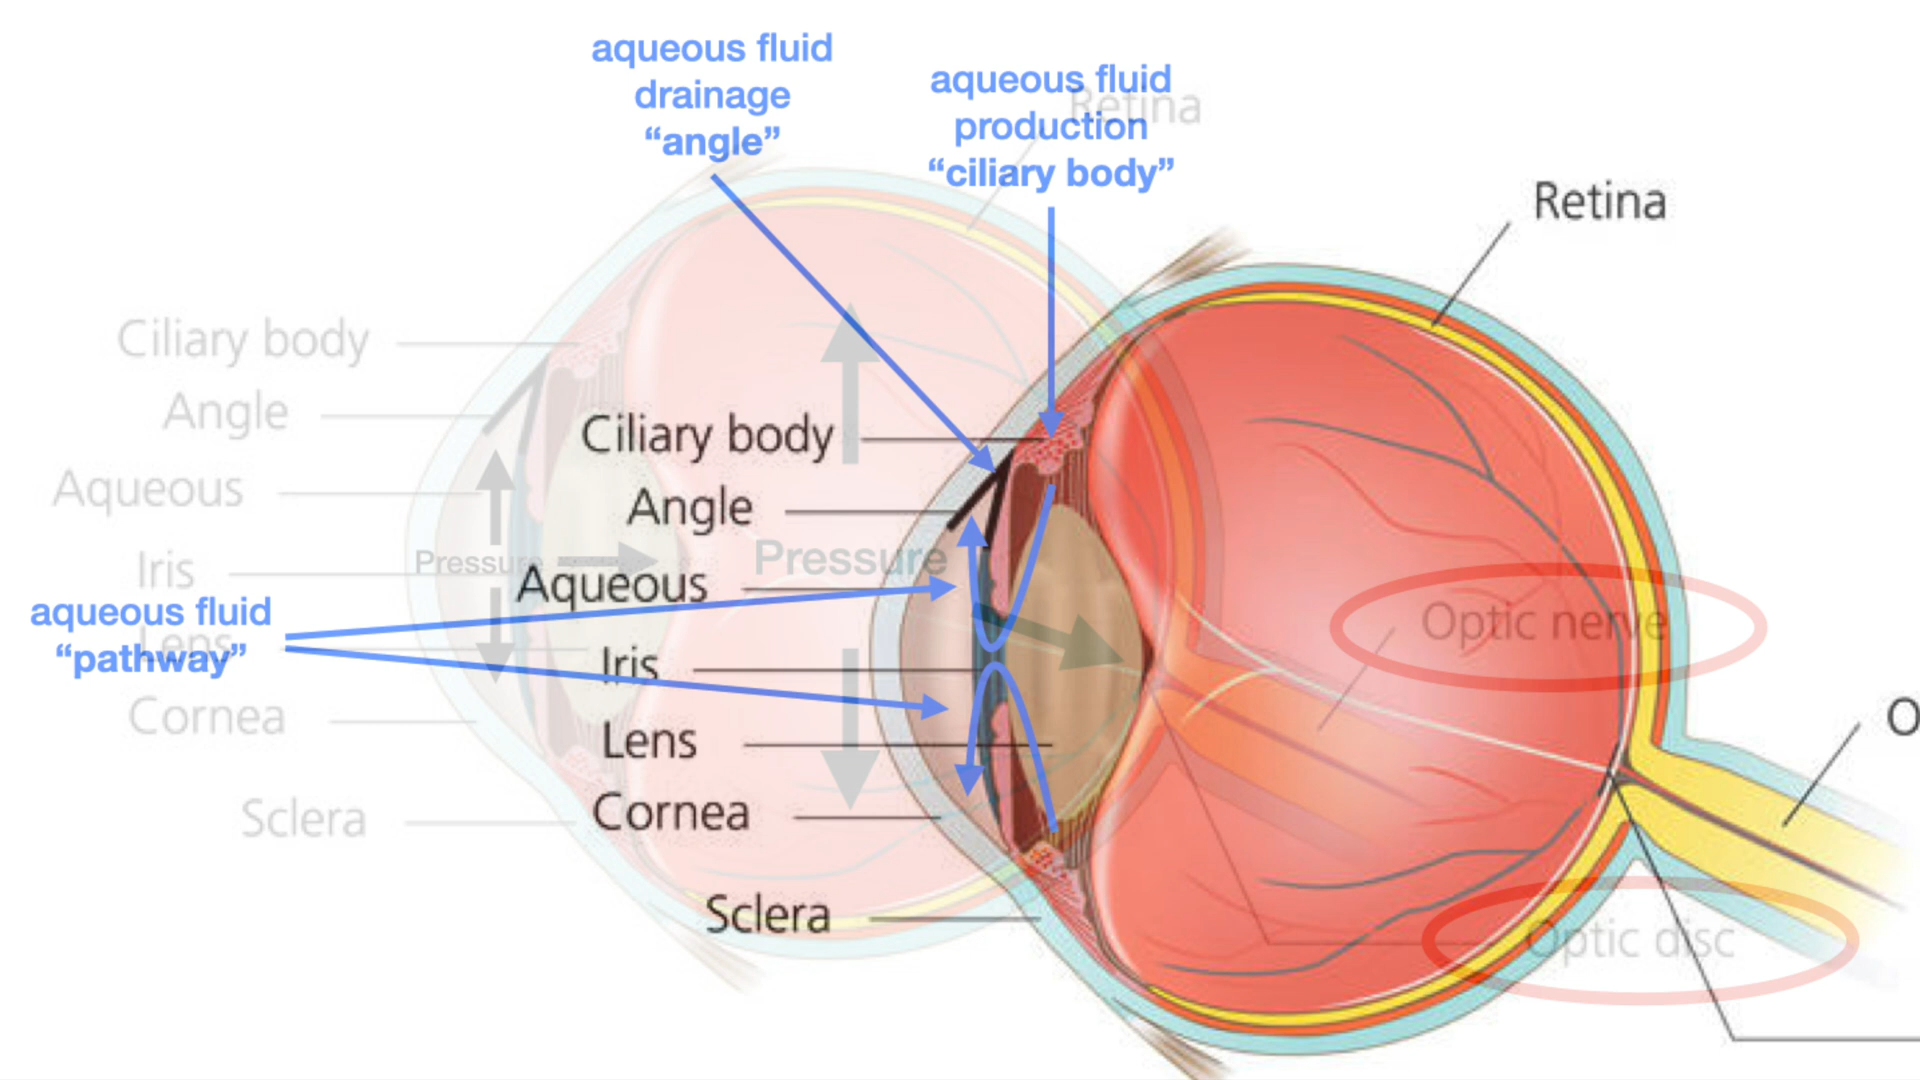 aqueous fluid
drainage
“angle”
aqueous fluid
production
“ciliary body”
Retina
Retina
Ciliary body
Angle
Aqueous
Iris
Lens
Cornea
Sclera
Pressure
Pressure
aqueous fluid
“pathway”
Ciliary body
Angle
Aqueous
Iris
Lens
Cornea
Sclera
Optic nerve
Optic disc
O